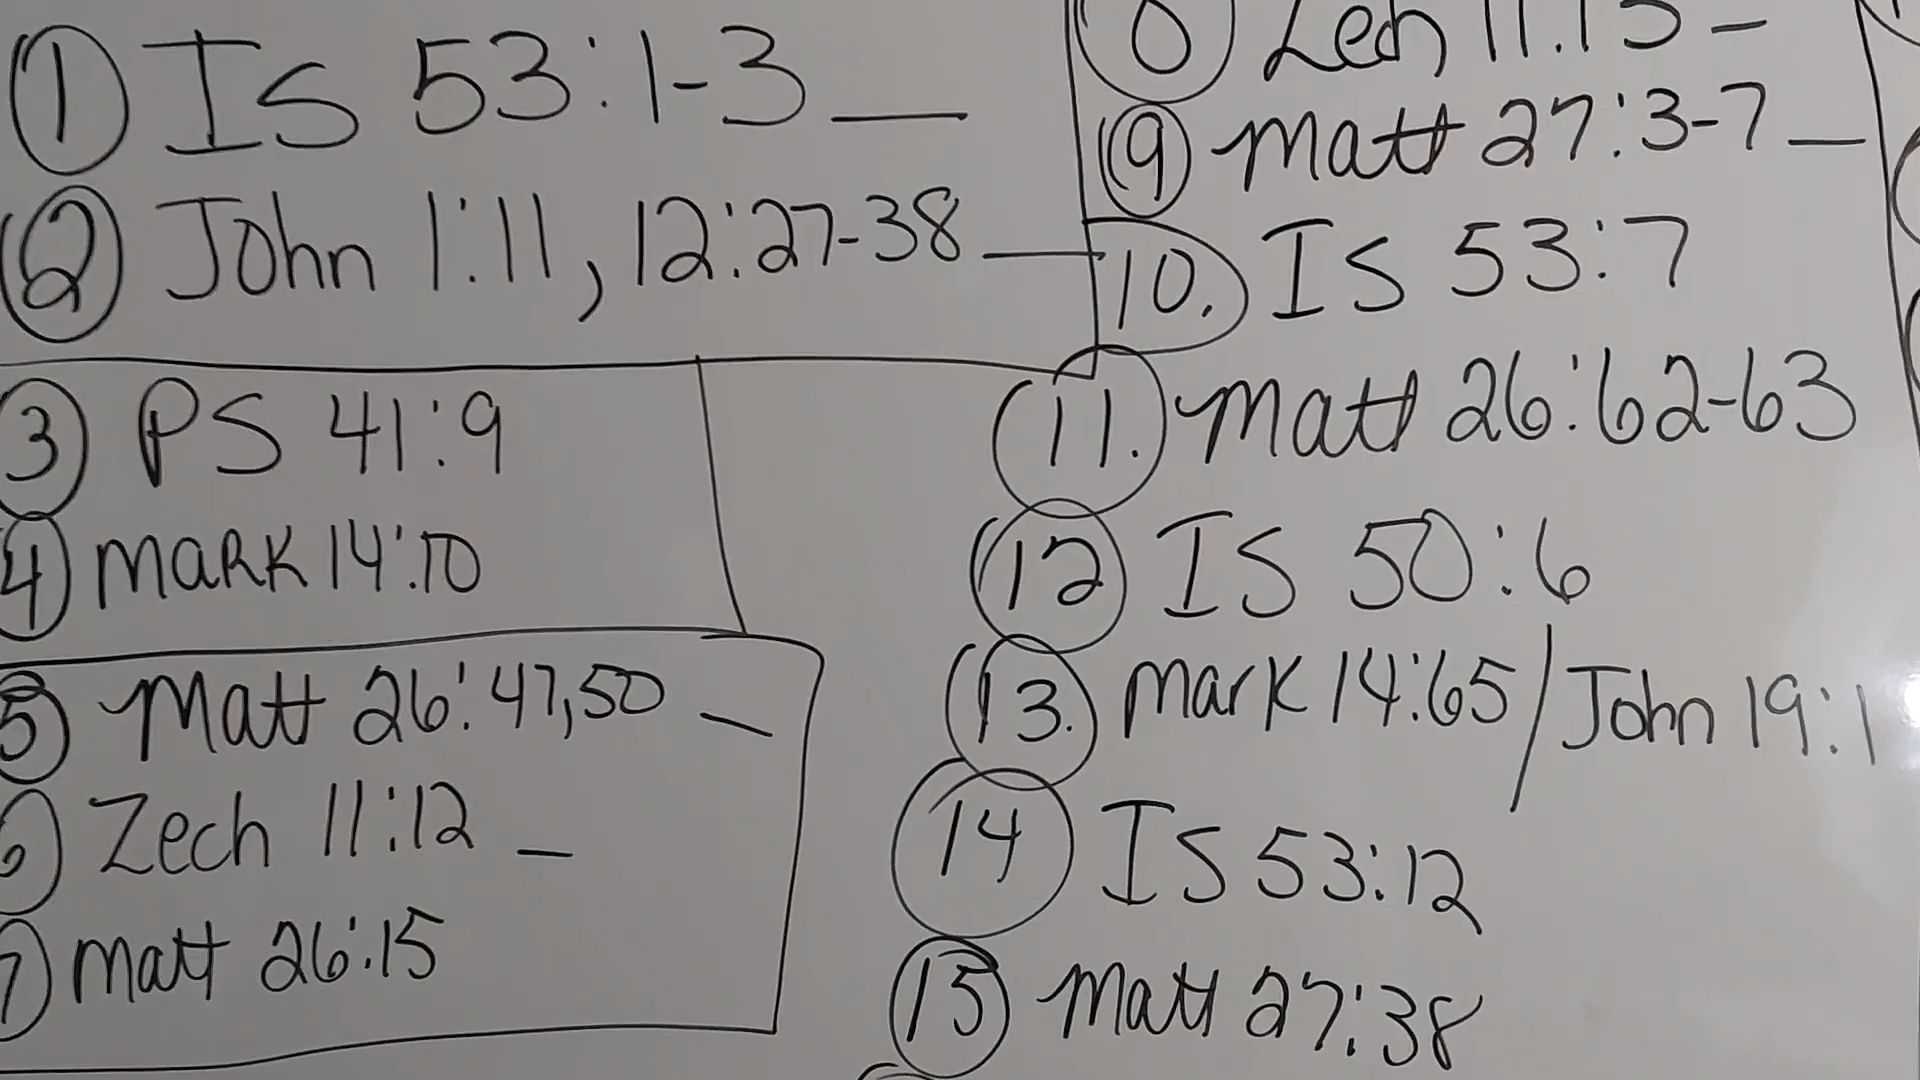 1 Is 53:1-3 __
2 John 1:11, 12:27-38 __
3 PS 41:9
4 MARK 14:10
5 Matt 26:47,50 _
6 Zech 11:12 _
7 Matt 26:15
8 Zech 11:13 -
9 Matt 27:3-7 _
10. Is 53:7
11. Matt 26:62-63
12 IS 50:6
13. Mark 14:65/John 19:1
14 IS 53:12
15 Matt 27:38